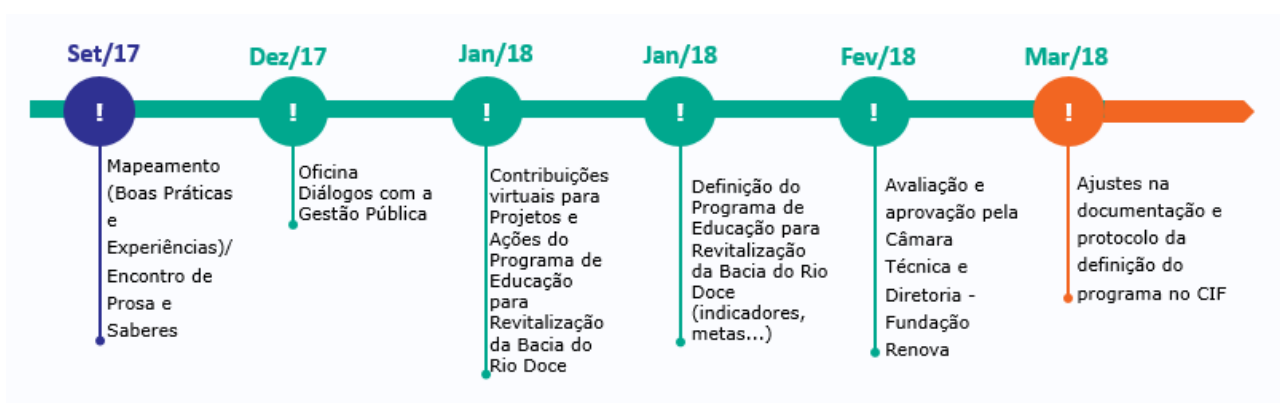 Set/17
Dez/17
Jan/18
Jan/18
Fev/18
Mar/18
!
!
!
!
!
!
Mapeamento
(Boas Práticas
e
Experiências)/
Encontro de
Prosa e
Saberes
Oficina
Diálogos com a
Gestão Pública
Contribuições
virtuais para
Projetos e
Ações do
Programa de
Educação
para
Revitalização
da Bacia do
Rio Doce
Definição do
Programa de
Educação para
Revitalização
da Bacia do Rio
Doce
(indicadores,
metas...)
Avaliação e
aprovação pela
Câmara
Técnica e
Diretoria -
Fundação
Renova
Ajustes na
documentação e
protocolo da
definição do
programa no CIF